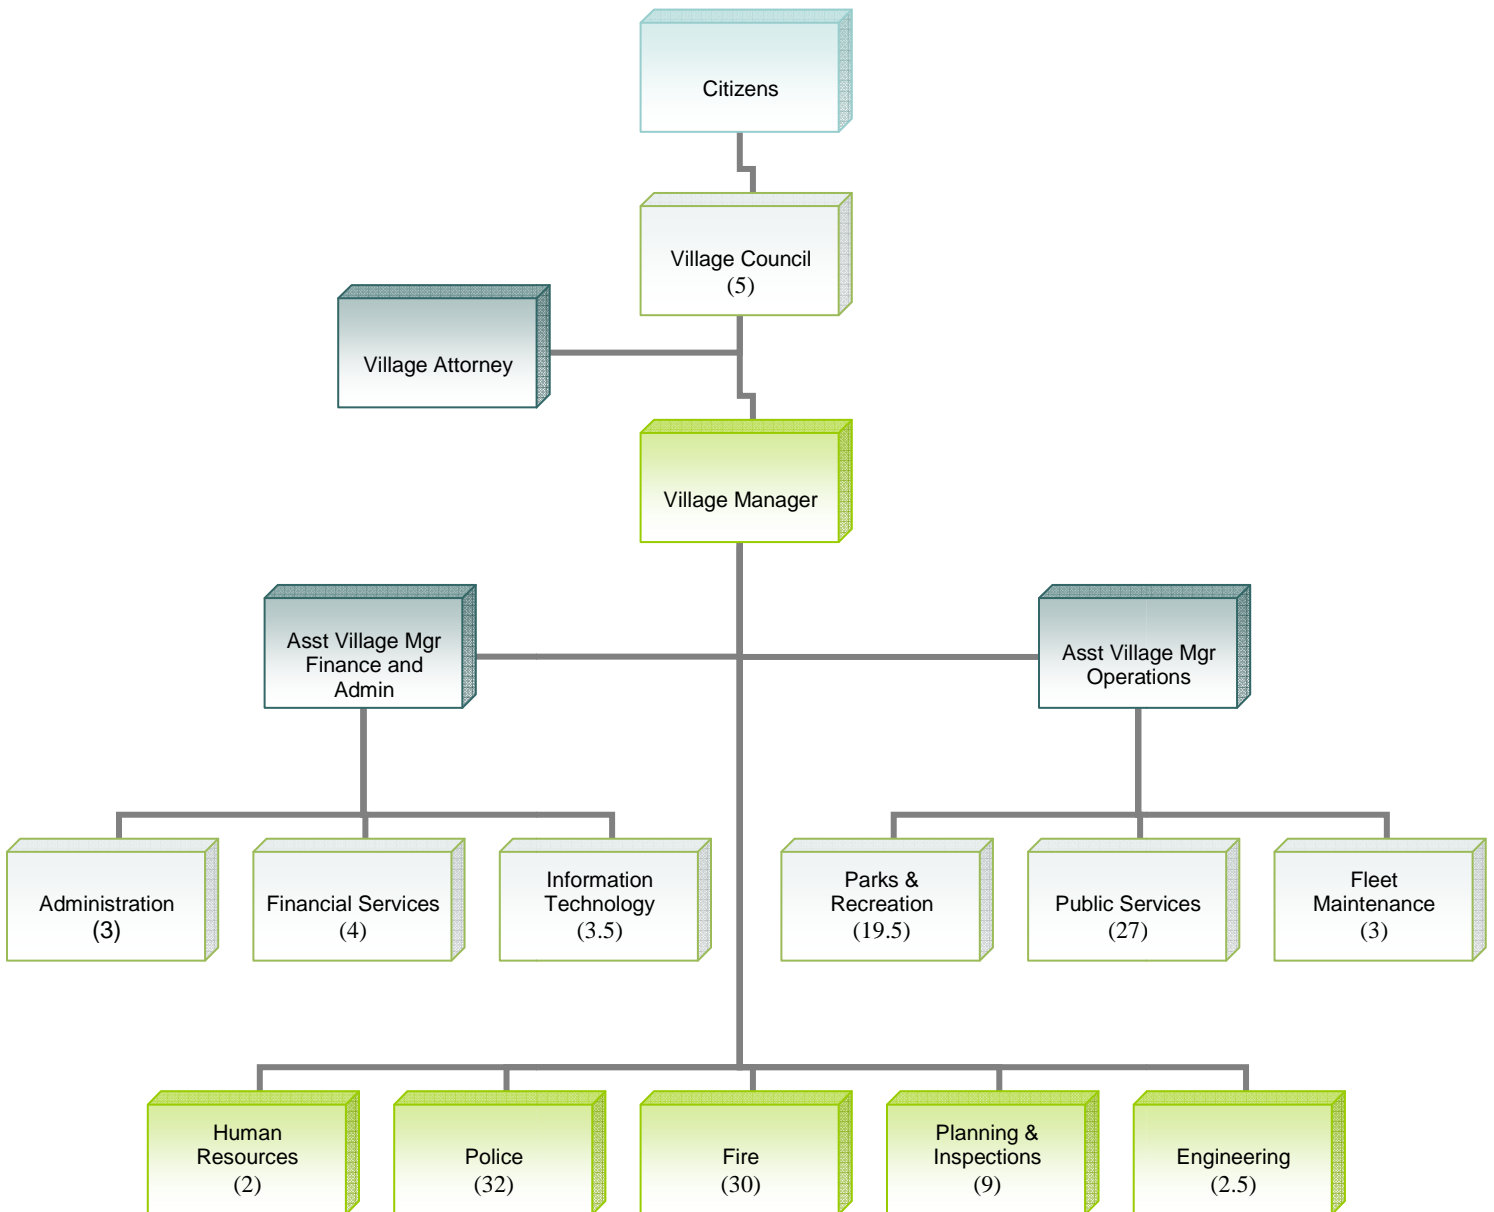 Citizens
Village Council
(5)
Village Attorney
Village Manager
Asst Village Mgr
Finance and
Admin
Asst Village Mgr
Operations
Administration
(3)
Financial Services
(4)
Information
Technology
(3.5)
Parks &
Recreation
(19.5)
Public Services
(27)
Fleet
Maintenance
(3)
Human
Resources
(2)
Police
(32)
Fire
(30)
Planning &
Inspections
(9)
Engineering
(2.5)